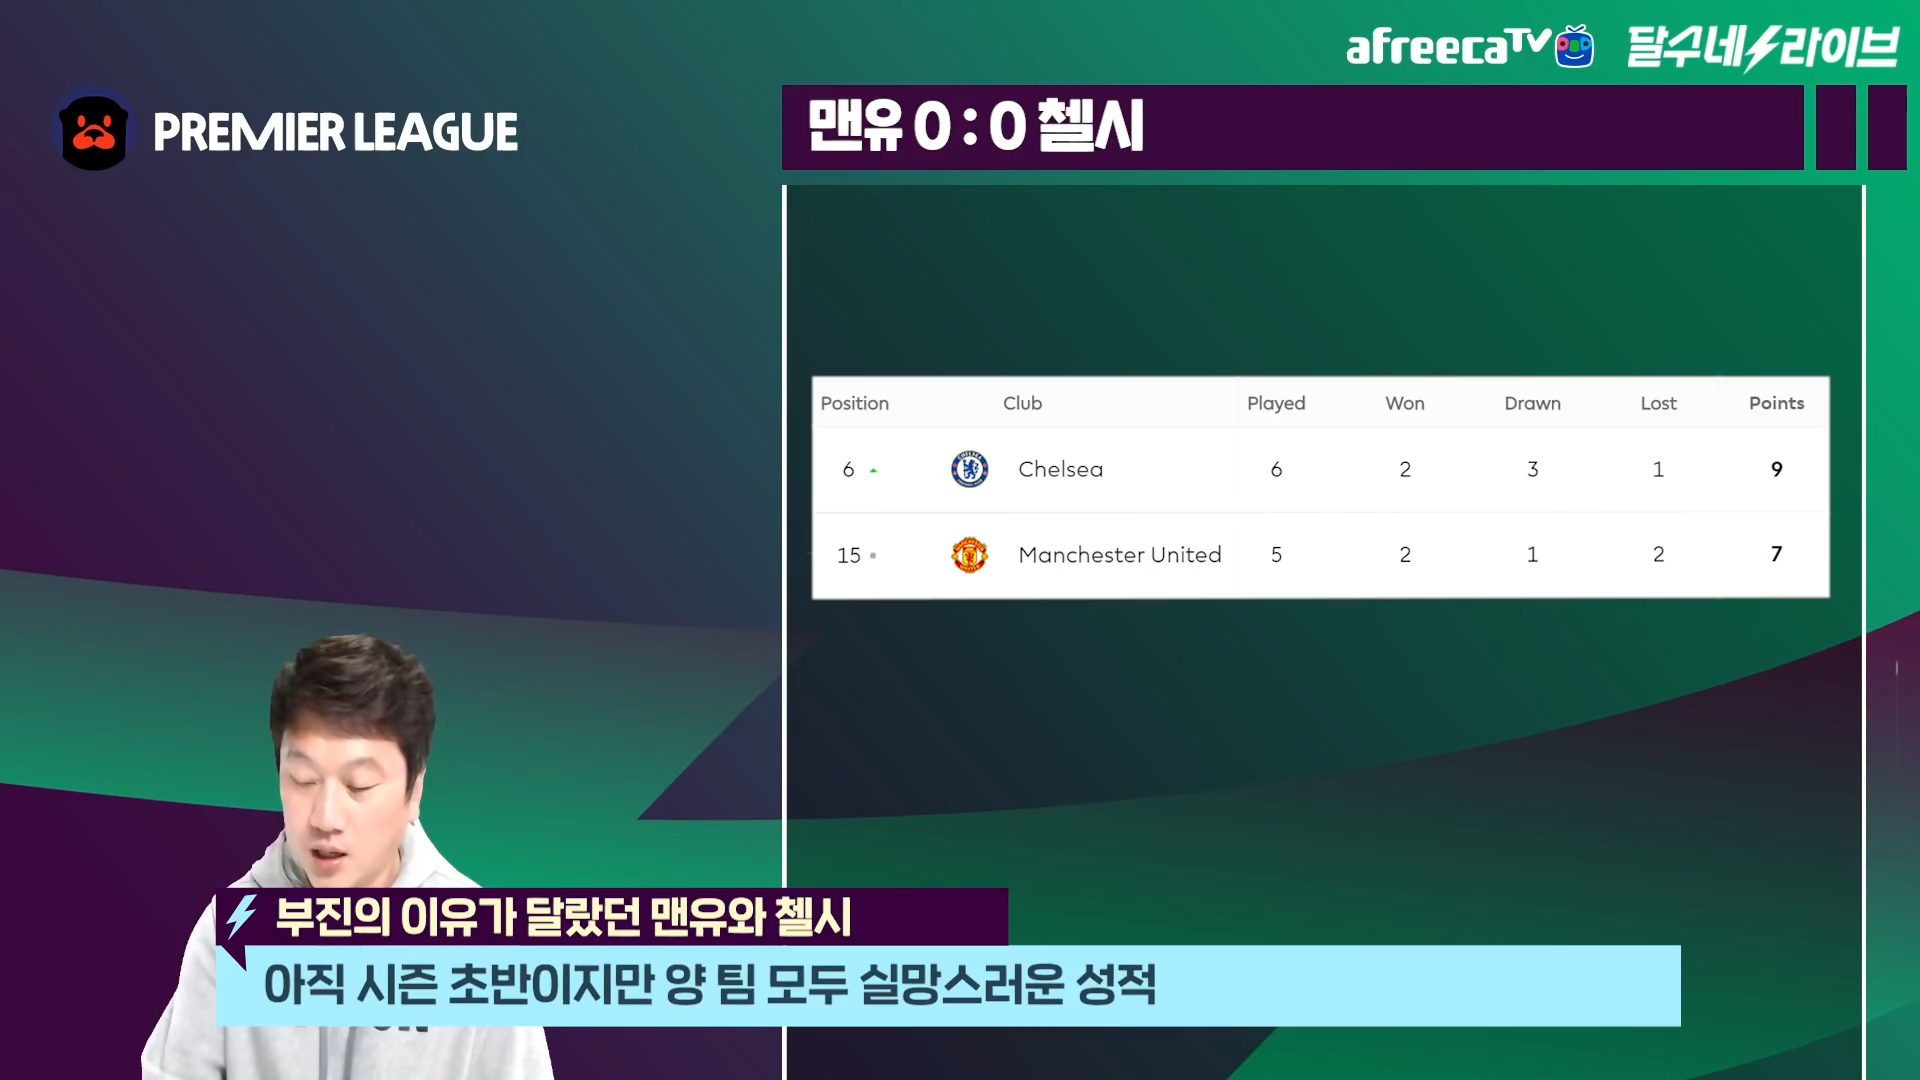 afreecaTV 달수네라이브
PREMIER LEAGUE
맨유 0 : 0 첼시
Position Club Played Won Drawn Lost Points
6 Chelsea 6 2 3 1 9
15 Manchester United 5 2 1 2 7
부진의 이유가 달랐던 맨유와 첼시
아직 시즌 초반이지만 양 팀 모두 실망스러운 성적